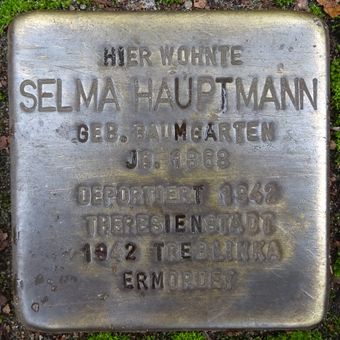 HIER WOHNTE
SELMA HAUPTMANN
GEB. BAUMGARTEN
JG. 1868
DEPORTIERT 1942
THERESIENSTADT
1942 TREBLINKA
ERMORDET